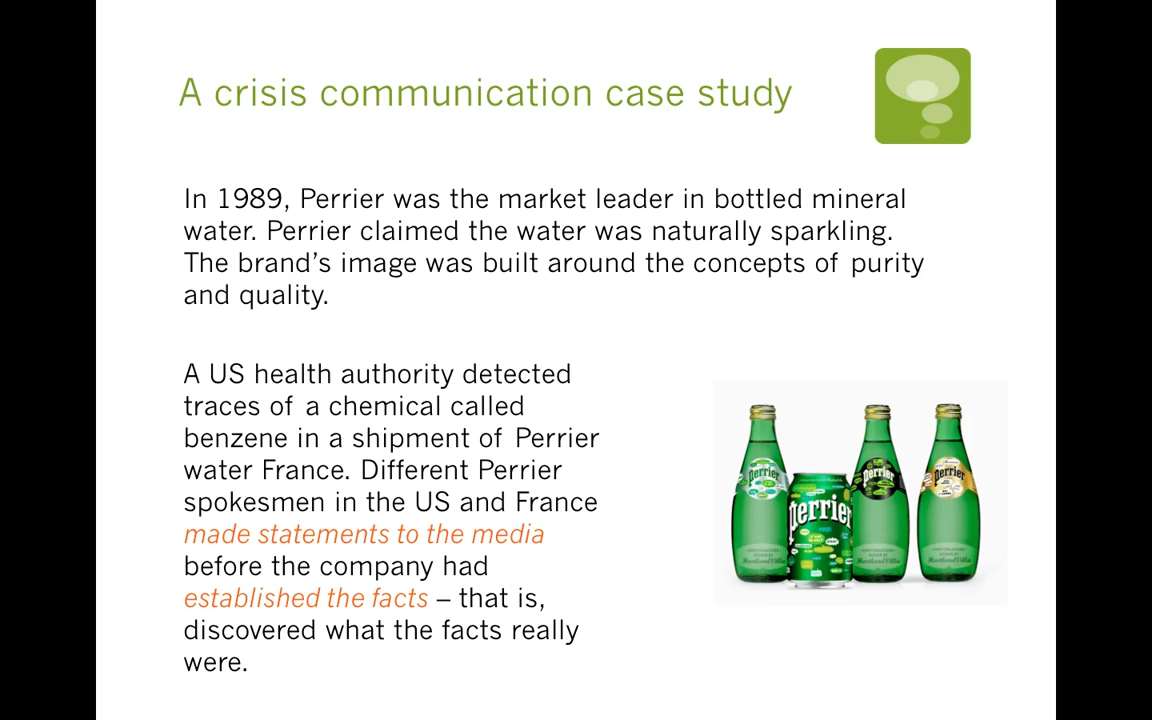 A crisis communication case study
In 1989, Perrier was the market leader in bottled mineral
water. Perrier claimed the water was naturally sparkling.
The brand's image was built around the concepts of purity
and quality.
A US health authority detected
traces of a chemical called
benzene in a shipment of Perrier
water France. Different Perrier
spokesmen in the US and France
made statements to the media
before the company had
established the facts – that is,
discovered what the facts really
were.
Perrier
perrier
Perrier
Perrier